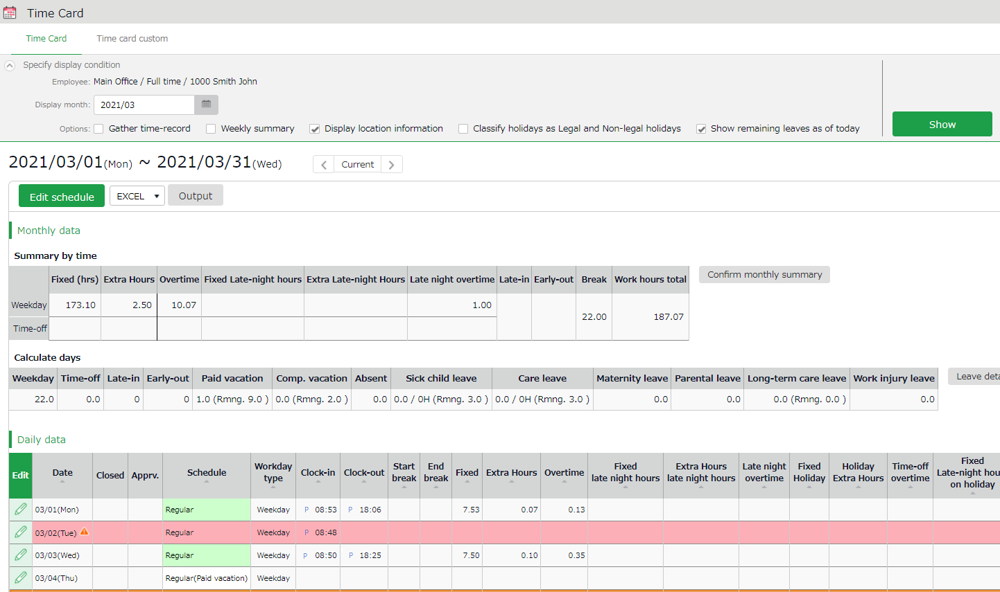 Time Card
Time Card Time card custom
Specify display condition
Employee: Main Office / Full time / 1000 Smith John
Display month: 2021/03
Options: Gather time-record Weekly summary Display location information Classify holidays as Legal and Non-legal holidays Show remaining leaves as of today
Show
2021/03/01(Mon) ~ 2021/03/31(Wed) Current
Edit schedule EXCEL Output
Monthly data
Summary by time
Fixed (hrs) Extra Hours Overtime Fixed Late-night hours Extra Late-night Hours Late night overtime Late-in Early-out Break Work hours total
Confirm monthly summary
Weekday 173.10 2.50 10.07 1.00
22.00 187.07
Time-off
Calculate days
Weekday Time-off Late-in Early-out Paid vacation Comp. vacation Absent Sick child leave Care leave Maternity leave Parental leave Long-term care leave Work injury leave
Leave deta
22.0 0.0 0 0 1.0 (Rmng. 9.0 ) 0.0 (Rmng. 2.0 ) 0.0 0.0 / 0H (Rmng. 3.0 ) 0.0 / 0H (Rmng. 3.0 ) 0.0 0.0 0.0 (Rmng. 0.0 ) 0.0
Daily data
Edit Date Closed Apprv. Schedule Workday type Clock-in Clock-out Start break End break Fixed Extra Hours Overtime Fixed late night hours Extra Hours late night hours Late night overtime Fixed Holiday Holiday Extra Hours Time-off overtime Fixed Late-night hou on holiday
03/01(Mon) Regular Weekday P 08:53 P 18:06 7.53 0.07 0.13
03/02(Tue) Regular Weekday P 08:48
03/03(Wed) Regular Weekday P 08:50 P 18:25 7.50 0.10 0.35
03/04(Thu) Regular(Paid vacation) Weekday